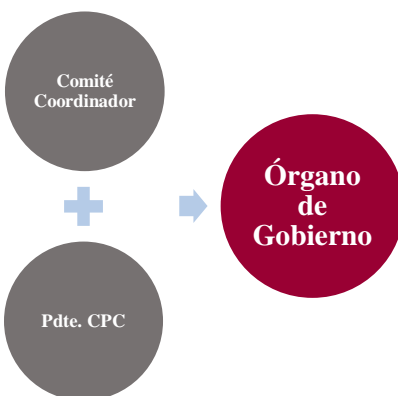 Comité
Coordinador
Órgano
de
Gobierno
Pdte. CPC